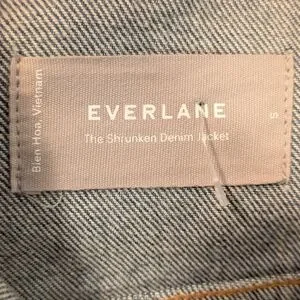 EVERLANE
The Shrunken Denim Jacket
Bien Hoa, Vietnam
S